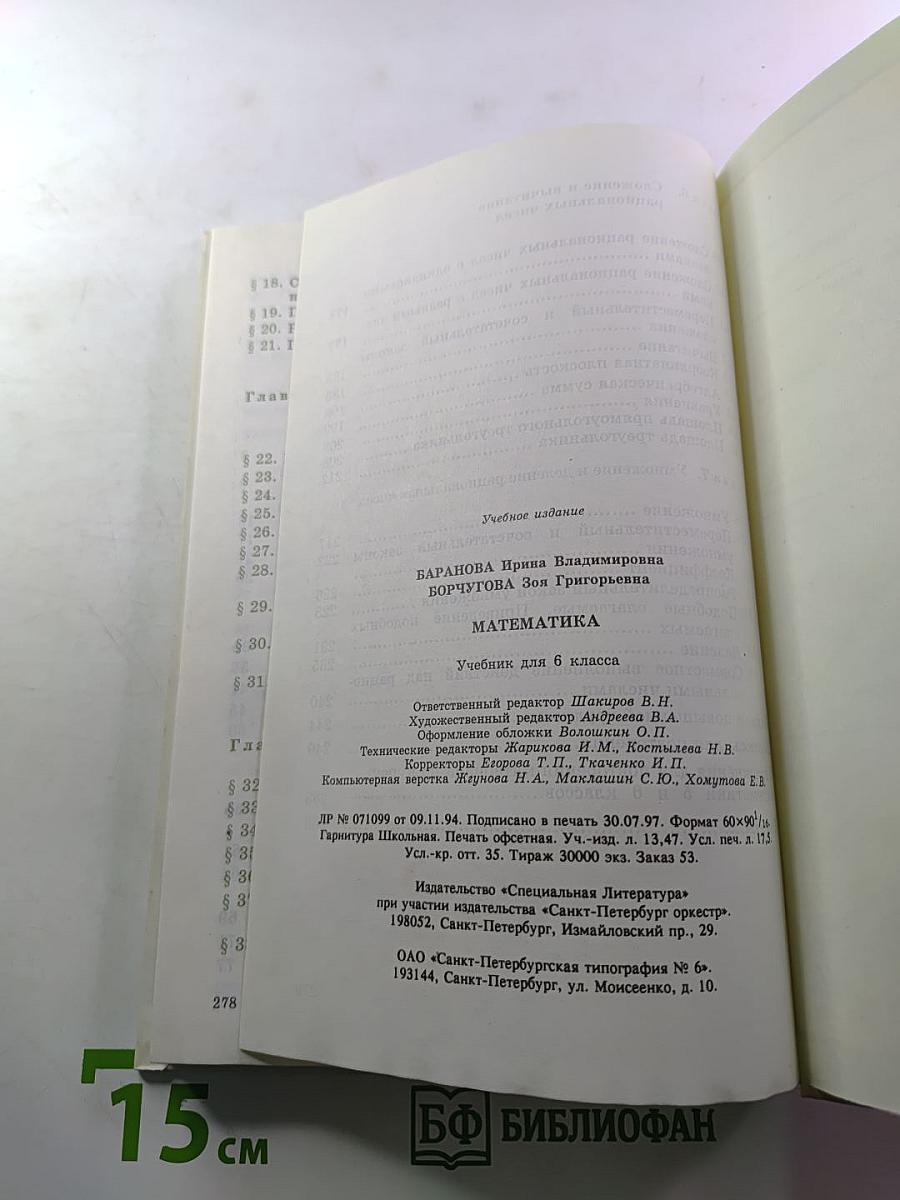 § 18.
§ 19.
§ 20.
§ 21.
§ 22.
§ 23.
§ 24.
§ 25.
§ 26.
§ 27.
§ 28.
§ 29.
§ 30.
§ 31
§ 32
278
Учебное издание
БАРАНОВА Ирина Владимировна
БОРЧУГОВА Зоя Григорьевна
МАТЕМАТИКА
Учебник для 6 класса
Ответственный редактор Шакиров В. Н.
Художественный редактор Андреева В. А.
Оформление обложки Волошкин О. П.
Технические редакторы Жарикова И. М., Костылева Н. В.
Корректоры Егорова Т. П., Ткаченко И. П.
Компьютерная верстка Жгунова Н. А., Маклашин С. Ю., Хомутова Е. В.
ЛР № 071099 от 09.11.94. Подписано в печать 30.07.97. Формат 60×90¹/₁₆.
Гарнитура Школьная. Печать офсетная. Уч.-изд. л. 13,47. Усл. печ. л. 17,5.
Усл.-кр. отт. 35. Тираж 30000 экз. Заказ 53.
Издательство «Специальная Литература»
при участии издательства «Санкт-Петербург оркестр».
198052, Санкт-Петербург, Измайловский пр., 29.
ОАО «Санкт-Петербургская типография № 6».
193144, Санкт-Петербург, ул. Моисеенко, д. 10.
15 см
БФ БИБЛИОФАН